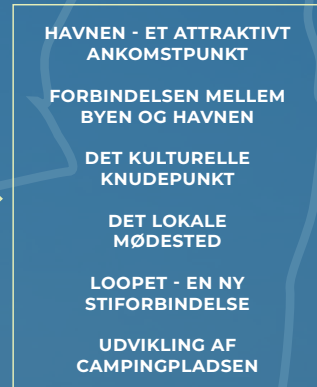 HAVNEN - ET ATTRAKTIVT
ANKOMSTPUNKT
FORBINDELSEN MELLEM
BYEN OG HAVNEN
DET KULTURELLE
KNUDEPUNKT
DET LOKALE
MØDESTED
LOOPET - EN NY
STIFORBINDELSE
UDVIKLING AF
CAMPINGPLADSEN